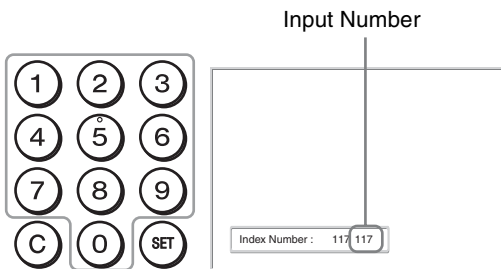 Input Number
1 2 3
4 5 6
7 8 9
C 0 SET
Index Number : 117 117